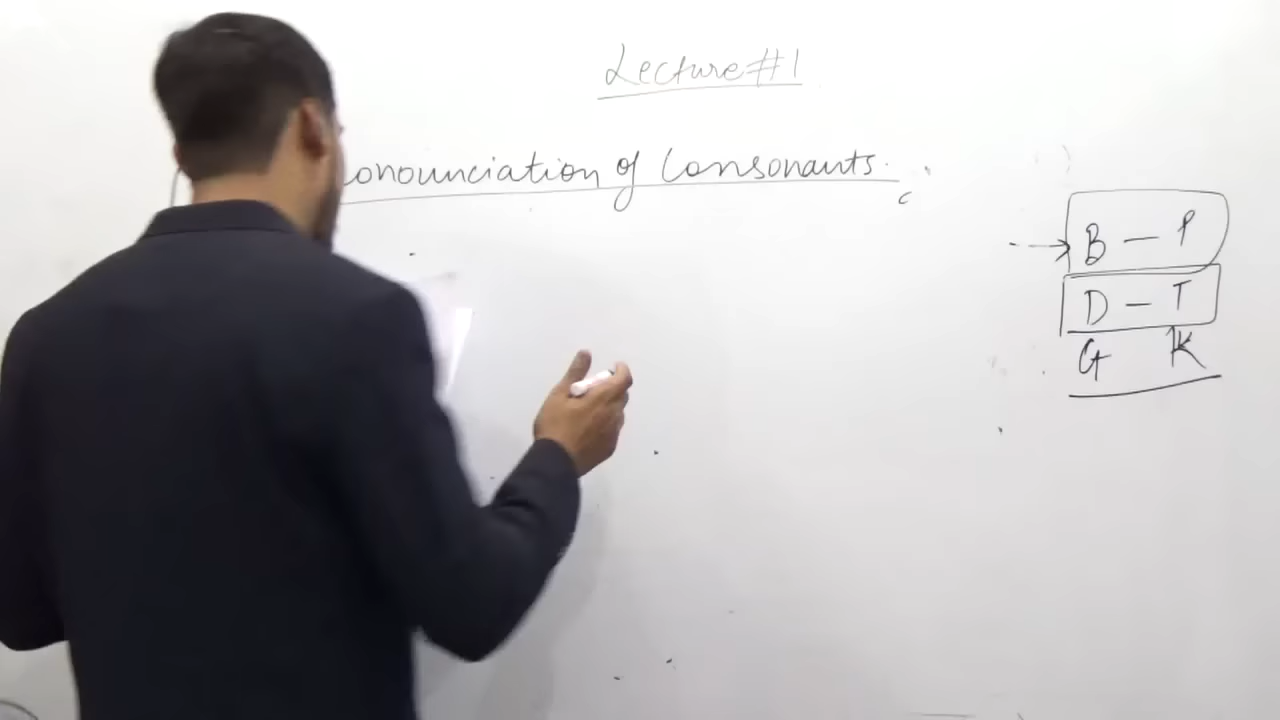 Lecture #1
onounciation of Consonants.
B — P
D — T
G K